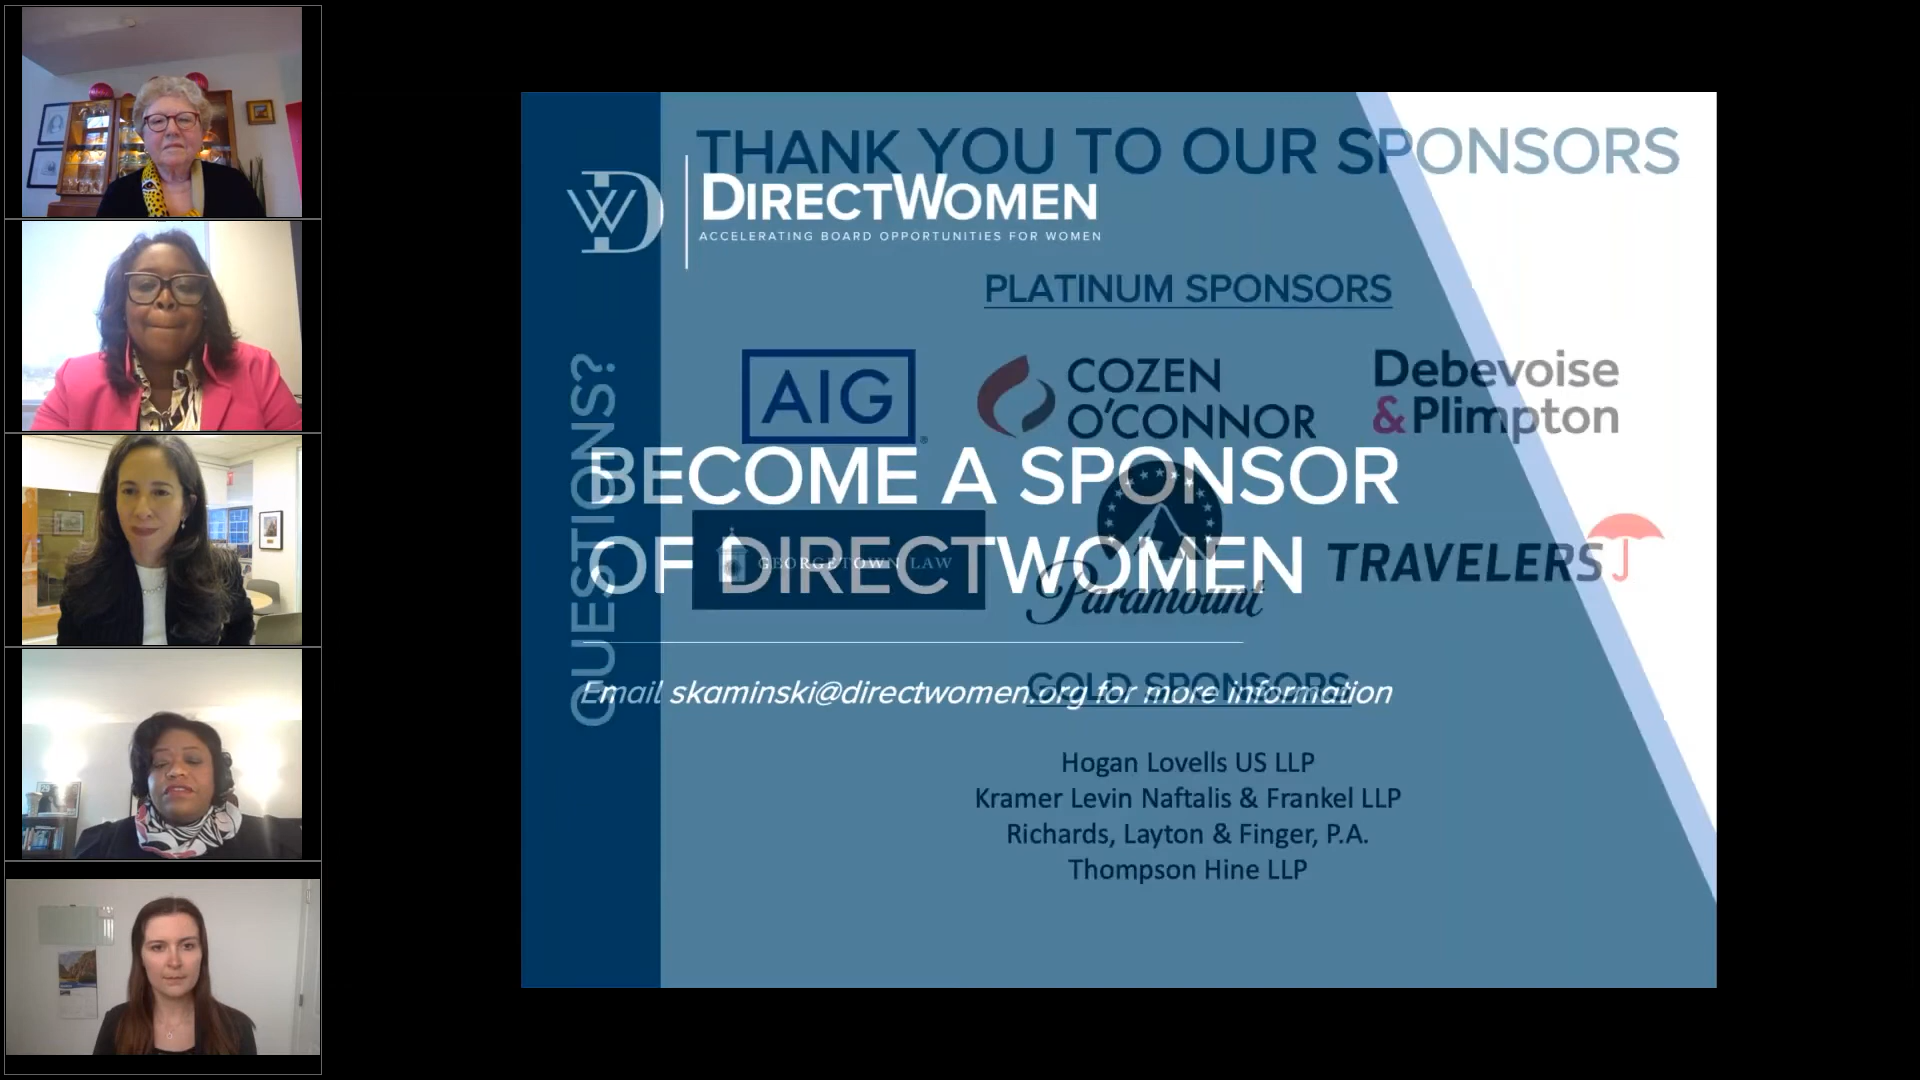 THANK YOU TO OUR SPONSORS
DW
DIRECTWOMEN
ACCELERATING BOARD OPPORTUNITIES FOR WOMEN
PLATINUM SPONSORS
QUESTIONS?
AIG
®
COZEN
O'CONNOR
Debevoise
&Plimpton
BECOME A SPONSOR
OF DIRECTWOMEN
GEORGETOWN LAW
Paramount
TRAVELERS
GOLD SPONSORS
Email skaminski@directwomen.org for more information
Hogan Lovells US LLP
Kramer Levin Naftalis & Frankel LLP
Richards, Layton & Finger, P.A.
Thompson Hine LLP